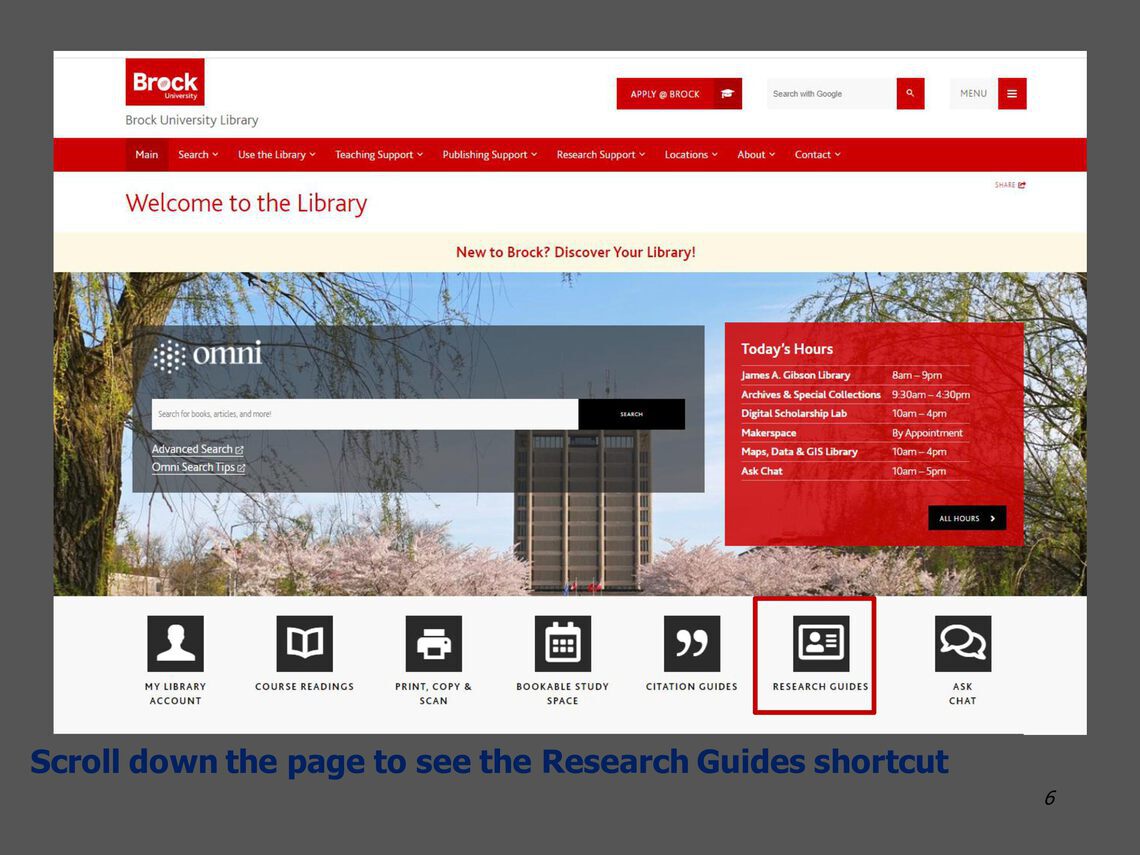 Brock
University
Brock University Library
APPLY @ BROCK
Search with Google
MENU
Main Search Use the Library Teaching Support Publishing Support Research Support Locations About Contact
SHARE
Welcome to the Library
New to Brock? Discover Your Library!
omni
Search for books, articles, and more!
SEARCH
Advanced Search
Omni Search Tips
Today's Hours
James A. Gibson Library 8am – 9pm
Archives & Special Collections 9:30am – 4:30pm
Digital Scholarship Lab 10am – 4pm
Makerspace By Appointment
Maps, Data & GIS Library 10am – 4pm
Ask Chat 10am – 5pm
ALL HOURS
MY LIBRARY
ACCOUNT
COURSE READINGS
PRINT, COPY &
SCAN
BOOKABLE STUDY
SPACE
CITATION GUIDES
RESEARCH GUIDES
ASK
CHAT
Scroll down the page to see the Research Guides shortcut
6